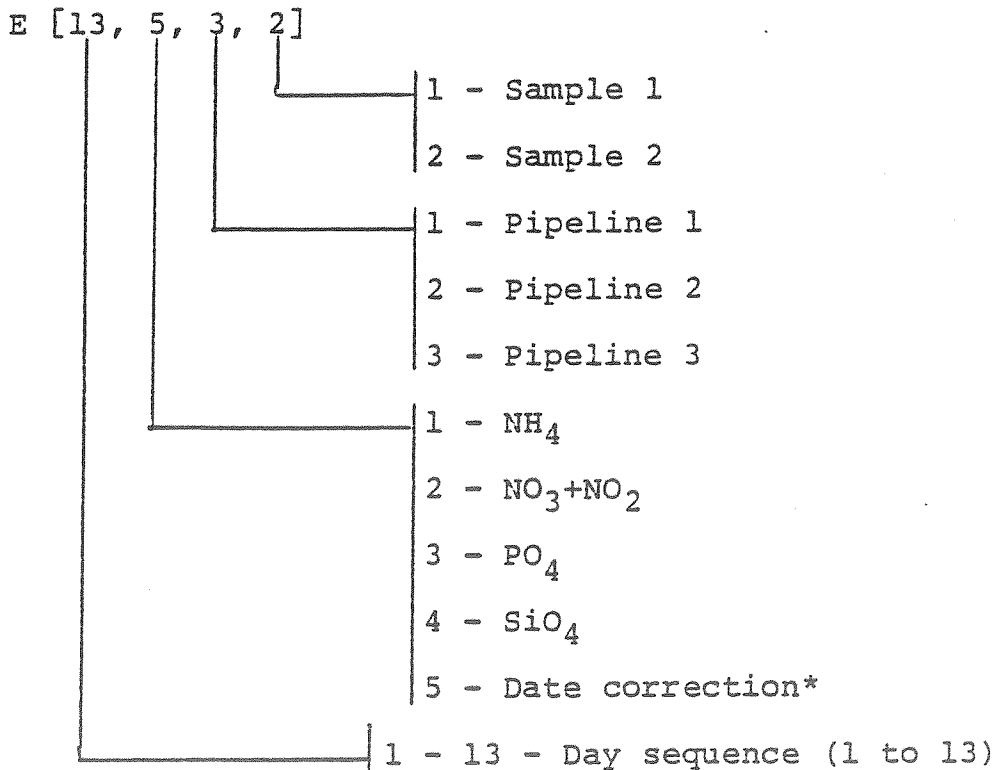 E [13, 5, 3, 2]
1 - Sample 1
2 - Sample 2
1 - Pipeline 1
2 - Pipeline 2
3 - Pipeline 3
1 - NH₄
2 - NO₃+NO₂
3 - PO₄
4 - SiO₄
5 - Date correction*
1 - 13 - Day sequence (1 to 13)